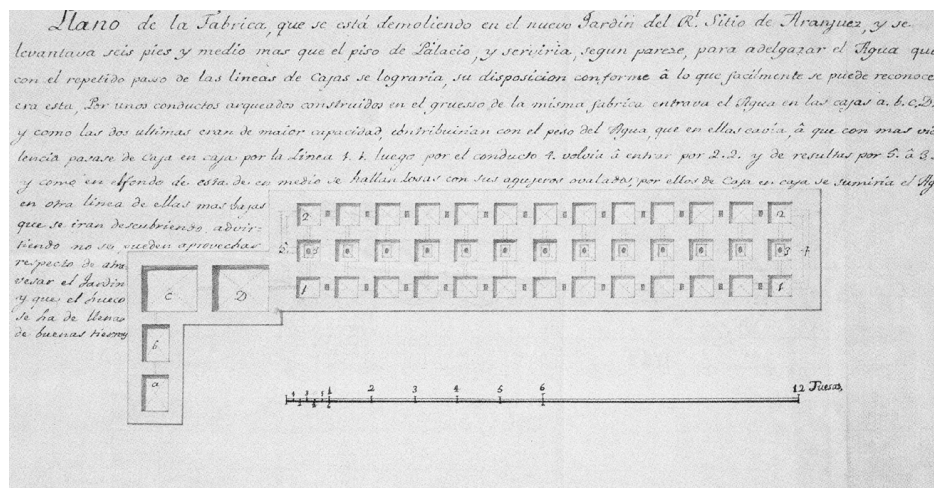 Llano de la Fabrica, que se está demoliendo en el nuevo Jardin del Rl. Sitio de Aranjuez, y se
levantava seis pies y medio mas que el piso de Palacio, y serviria, segun pareze, para adelgazar el Agua que
con el repetido paso de las lineas de Cajas se lograria, su disposicion conforme â lo que facilmente se puede reconoce
era esta, Por unos conductos arqueados construidos en el gruesso de la misma fabrica entrava el Agua en las cajas a. b. c. D.
y como las dos ultimas eran de maior capacidad, contribuirian con el peso del Agua que en ellas cavia, â que con mas vio
lencia pasase de Caja en caja por la Linea 1. 1. luego por el conducto 4. volvia â entrar por 2. 2. y de resultas por 5. â 3.
y como en el fondo de esta de en medio se hallan losas con sus agujeros ovalados, por ellos de Caja en caja se sumiria el Ag
en otra linea de ellas mas bajas
que se iran descubriendo, advir-
tiendo no se pueden aprovechar
respecto de atra
vesar el Jardin
y que el hueco
se ha de llenar
de buenas tierras
2 2
5 3 4
1 1
C D
b
a
1 2 3 4 5 6 12 Tuesas,